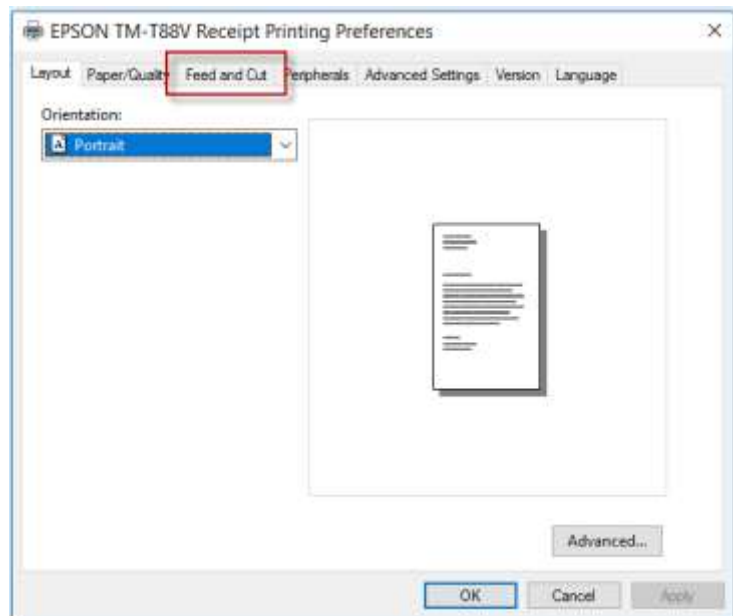 EPSON TM-T88V Receipt Printing Preferences
Layout Paper/Quality Feed and Cut Peripherals Advanced Settings Version Language
Orientation:
A Portrait
Advanced...
OK Cancel Apply